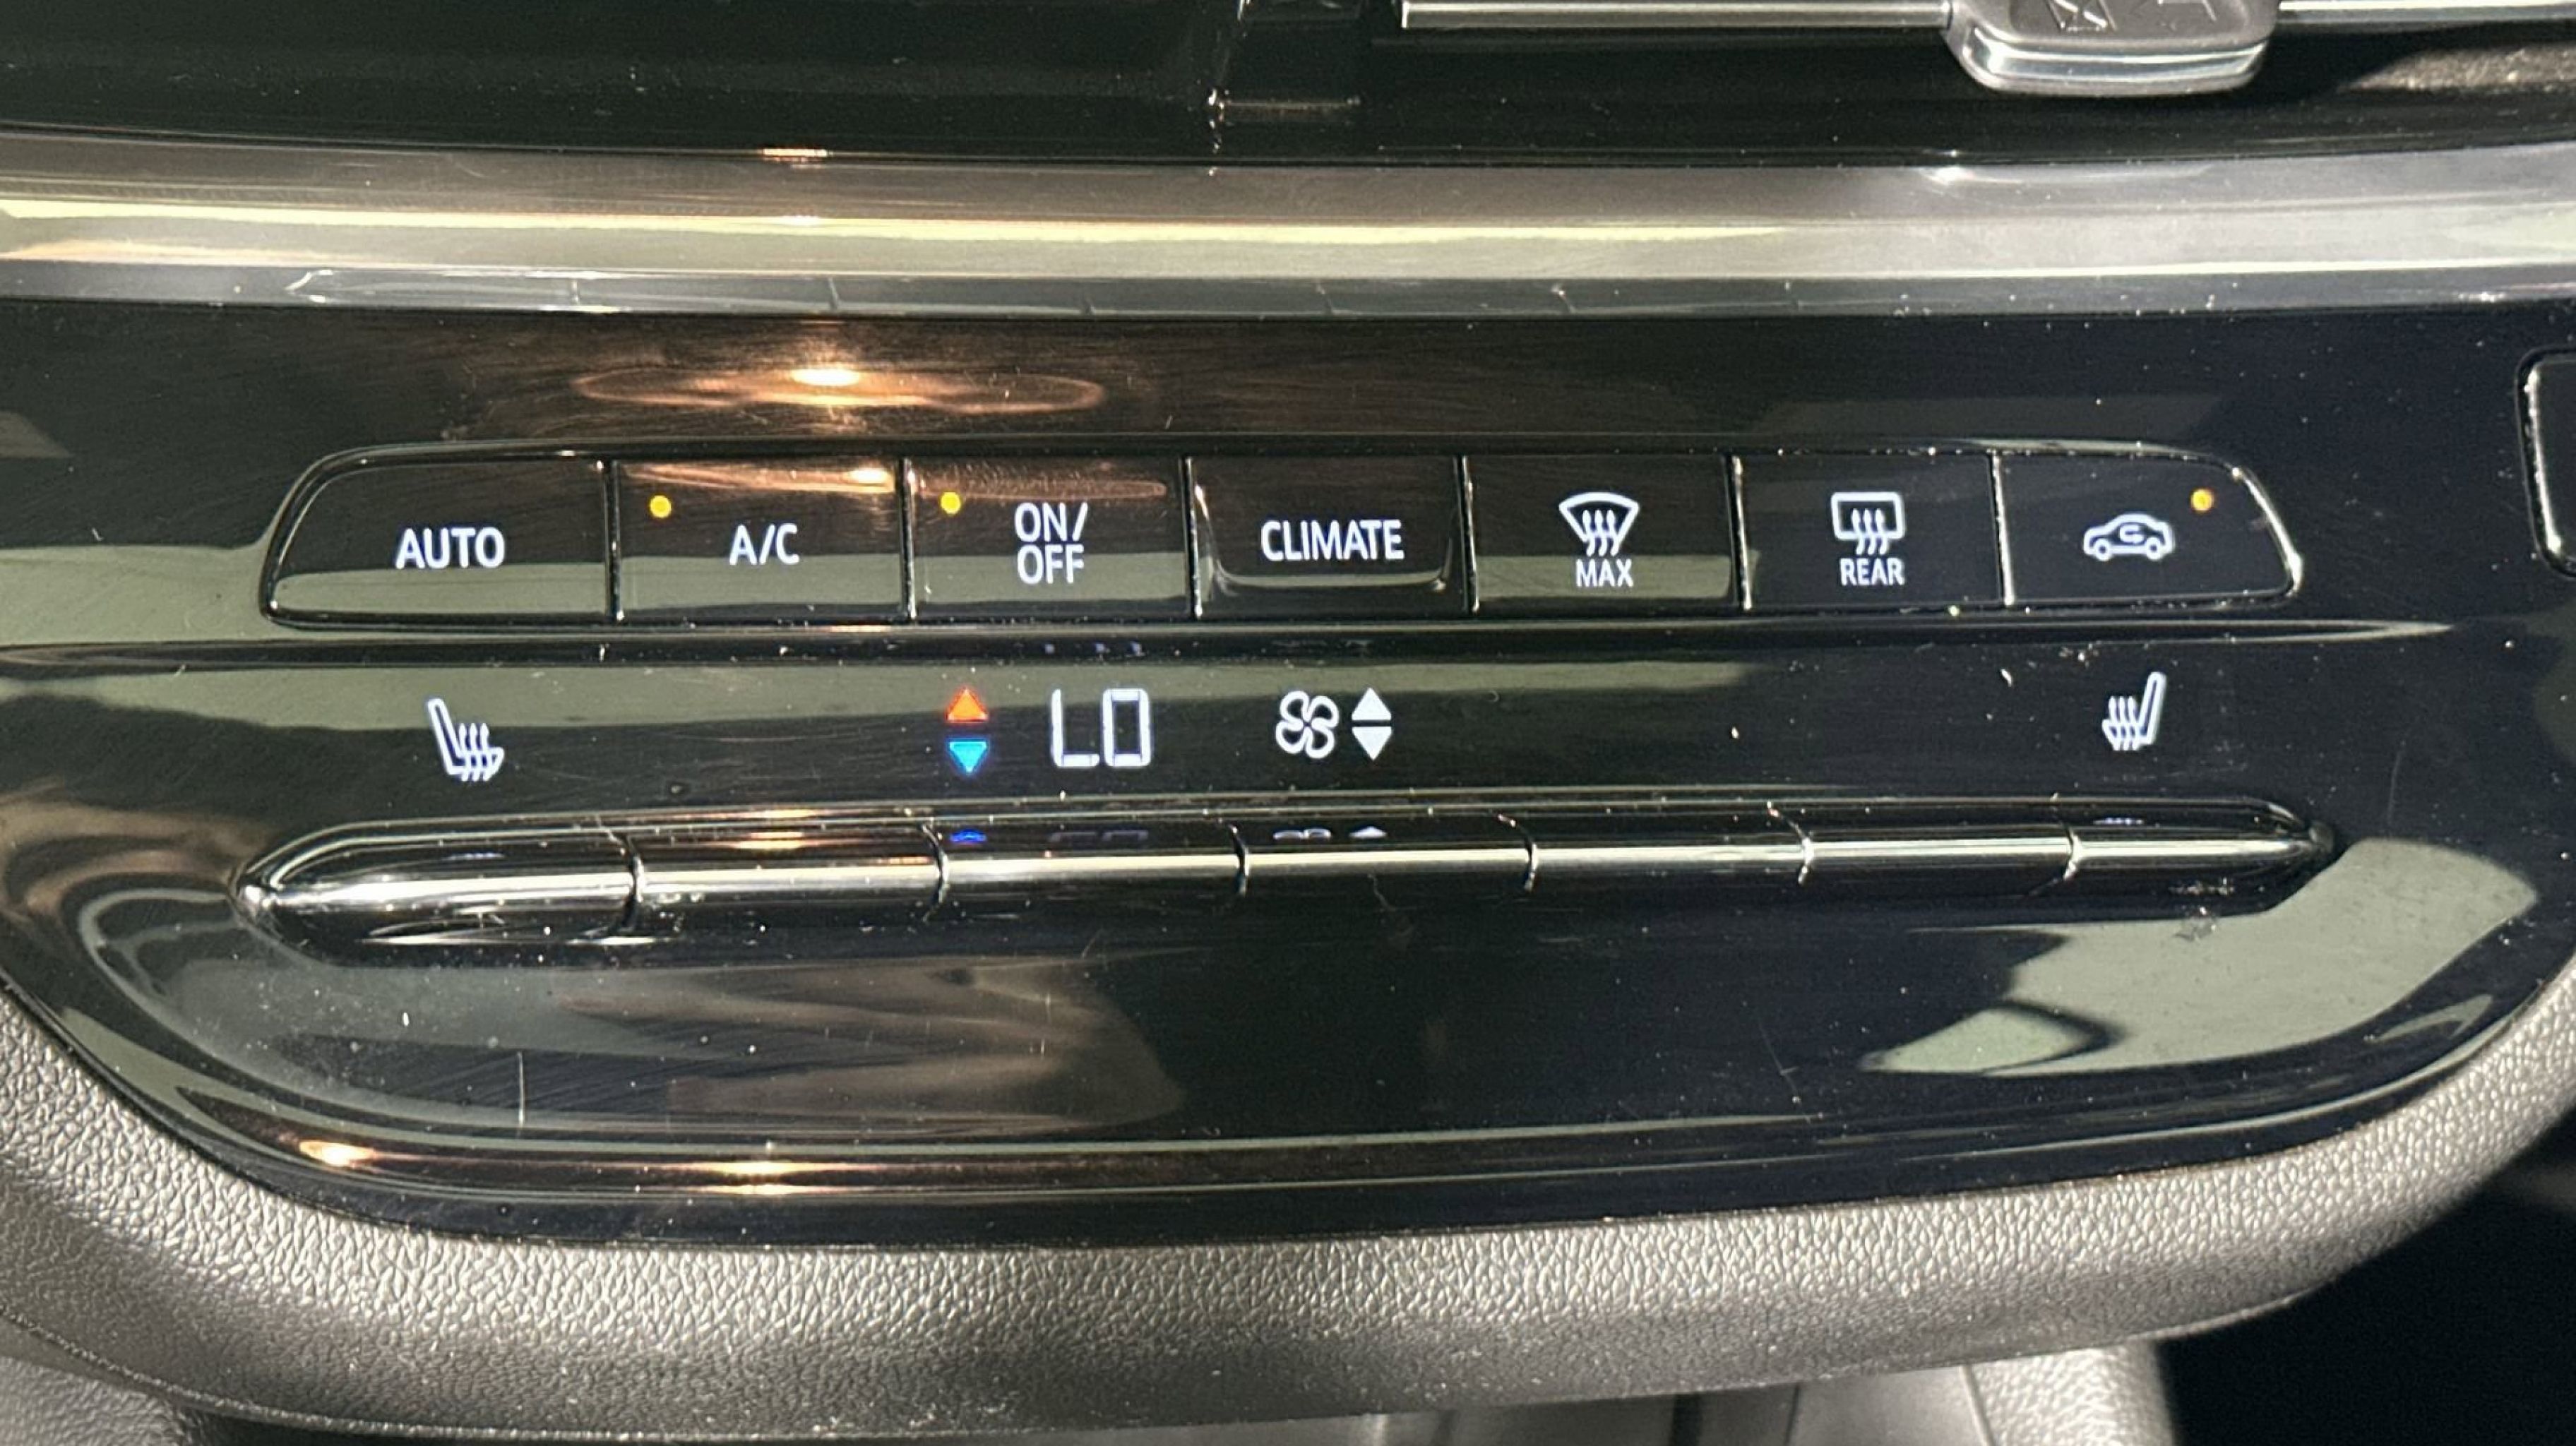 AUTO
A/C
ON/
OFF
CLIMATE
MAX
REAR
LO